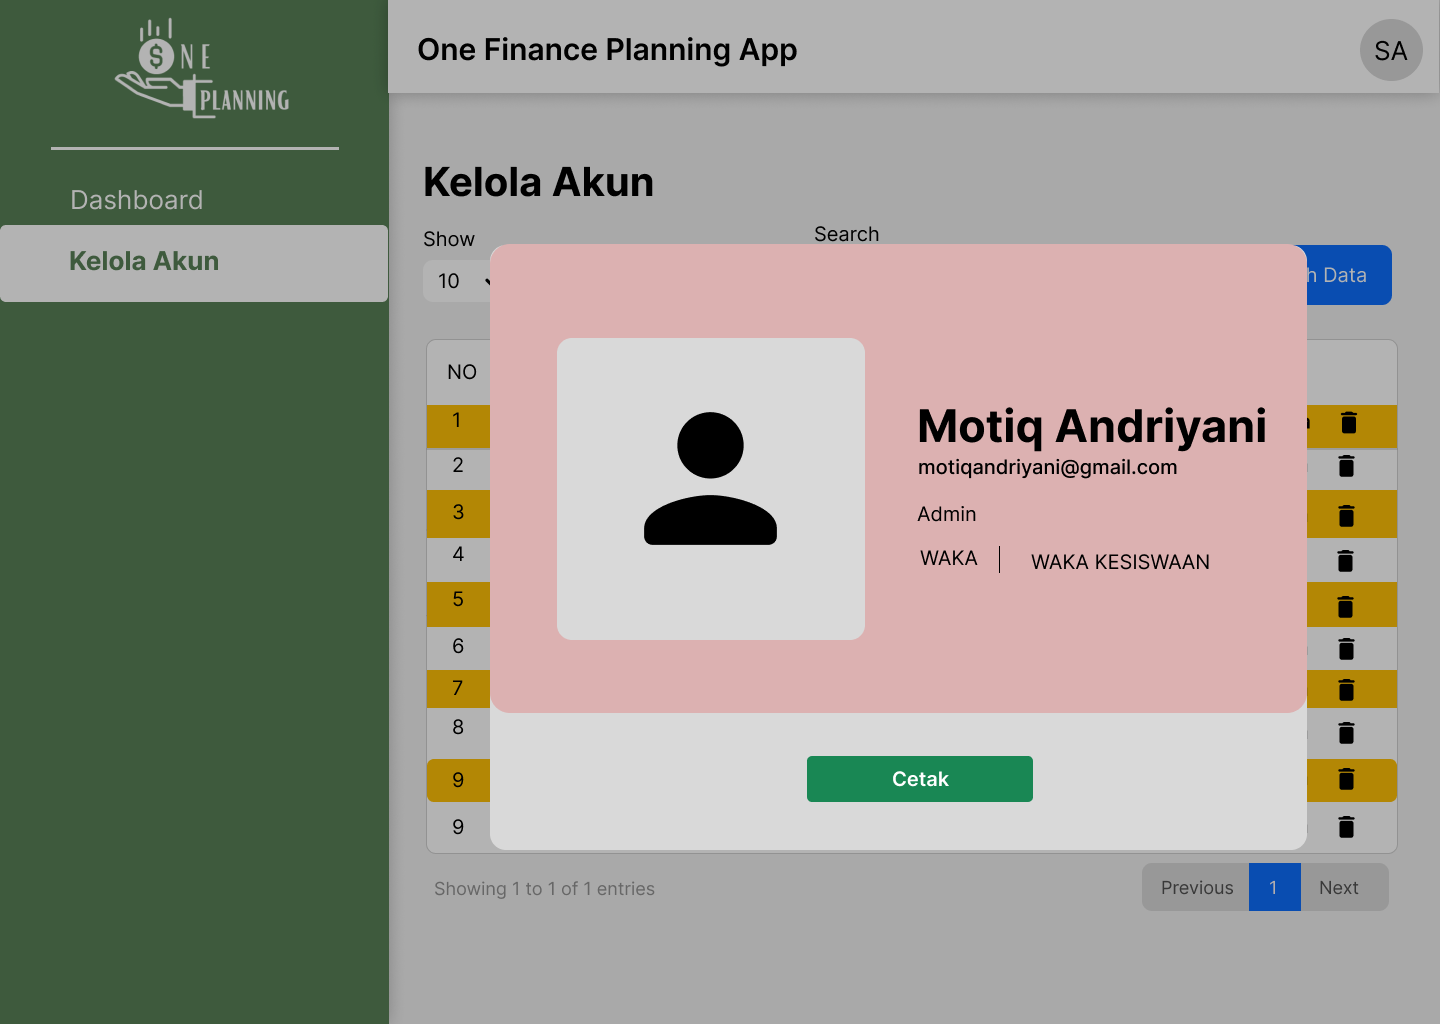 $NE
PLANNING
One Finance Planning App
SA
Dashboard
Kelola Akun
Kelola Akun
Show
Search
10
Data
NO
1
2
3
4
5
6
7
8
9
9
Motiq Andriyani
motiqandriyani@gmail.com
Admin
WAKA
WAKA KESISWAAN
Cetak
Showing 1 to 1 of 1 entries
Previous 1 Next